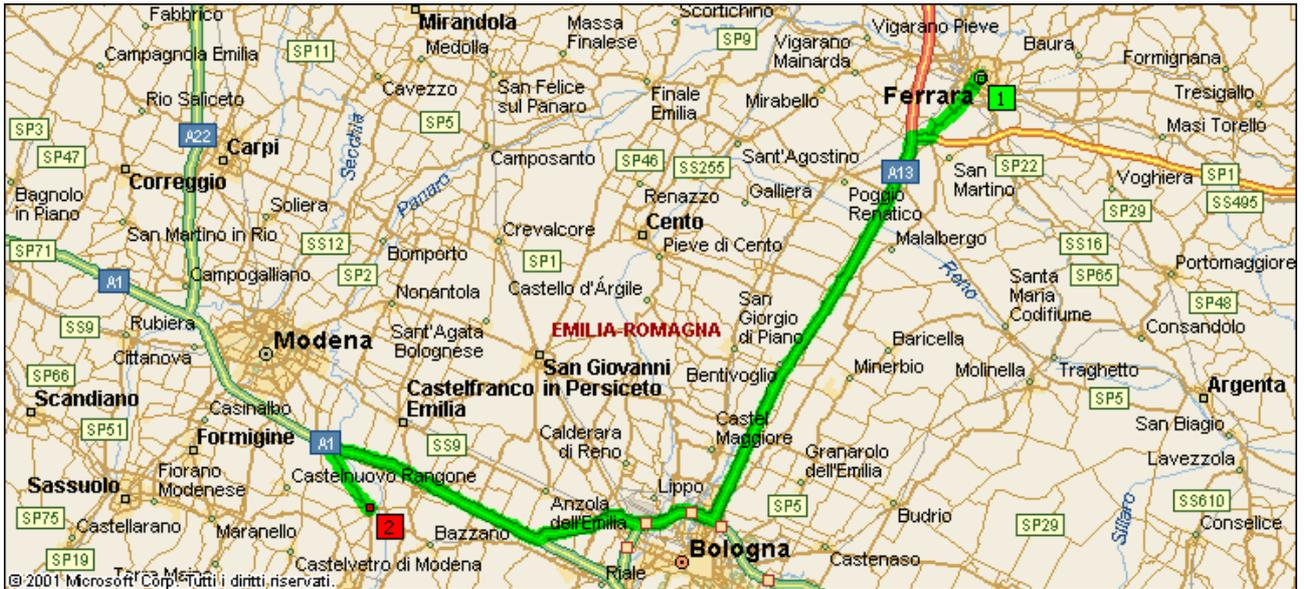 Fabbrico
Mirandola
Massa
Finalese
Scortichino
Vigarano Pieve
SP11
SP9
Vigarano
Mainarda
Baura
Medolla
Formignana
Campagnola Emilia
Cavezzo
San Felice
sul Panaro
Finale
Emilia
Mirabello
Ferrara
1
Tresigallo
Rio Saliceto
SP3
A22
Secchia
SP5
Masi Torello
Carpi
SP47
Camposanto
SP46
SS255
Sant'Agostino
A13
San
Martino
SP22
Voghiera
SP1
Correggio
Bagnolo
in Piano
Panaro
Renazzo
Galliera
Poggio
Renatico
SP29
SS495
Soliera
San Martino in Rio
SS12
Crevalcore
Cento
Pieve di Cento
Malalbergo
SS16
SP71
Bomporto
SP1
Reno
Portomaggiore
A1
Campogalliano
SP2
Nonantola
Castello d'Árgile
San
Giorgio
di Piano
Santa
Maria
Codifiume
SP65
SP48
SS9
Rubiera
Modena
Sant'Agata
Bolognese
EMILIA-ROMAGNA
Baricella
Consandolo
Cittanova
San Giovanni
in Persiceto
Bentivoglio
Minerbio
Molinella
Traghetto
SP66
Scandiano
Castelfranco
Emilia
Argenta
SP5
Casinalbo
SP51
Formigine
A1
SS9
Calderara
di Reno
Castel
Maggiore
San Biagio
Granarolo
dell'Emilia
Lavezzola
Fiorano
Modenese
Castelnuovo Rangone
Sassuolo
Lippo
SP5
SS610
SP75
Castellarano
Maranello
2
Anzola
dell'Emilia
Budrio
SP29
Sillaro
Conselice
Bazzano
Bologna
SP19
Castelvetro di Modena
Riale
Castenaso
© 2001 Microsoft Corp. Tutti i diritti riservati.